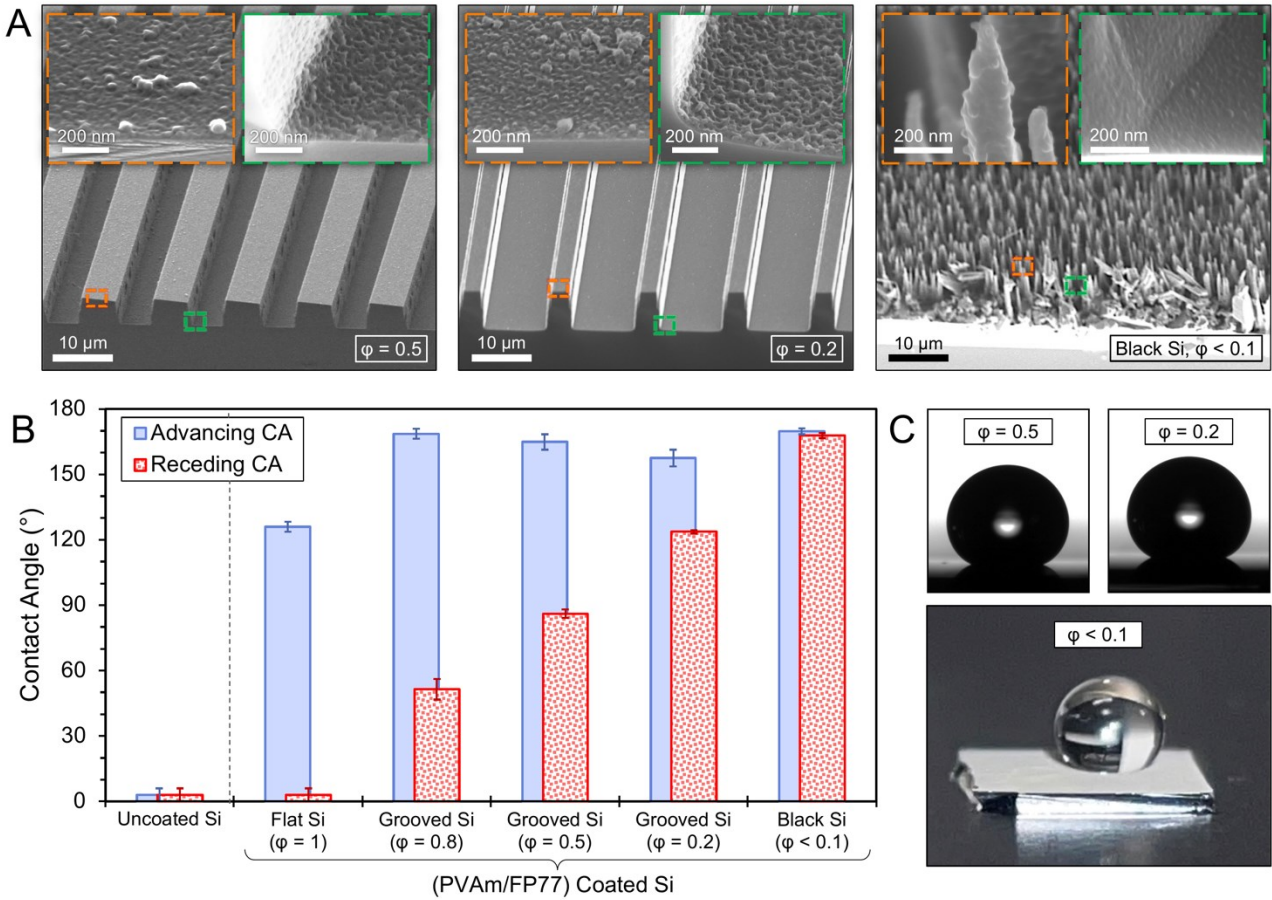 A
200 nm
200 nm
10 µm
φ = 0.5
200 nm
200 nm
10 µm
φ = 0.2
200 nm
200 nm
10 µm
Black Si, φ < 0.1
B
Contact Angle (°)
180
150
120
90
60
30
0
Advancing CA
Receding CA
Uncoated Si
Flat Si
(φ = 1)
Grooved Si
(φ = 0.8)
Grooved Si
(φ = 0.5)
Grooved Si
(φ = 0.2)
Black Si
(φ < 0.1)
(PVAm/FP77) Coated Si
C
φ = 0.5
φ = 0.2
φ < 0.1